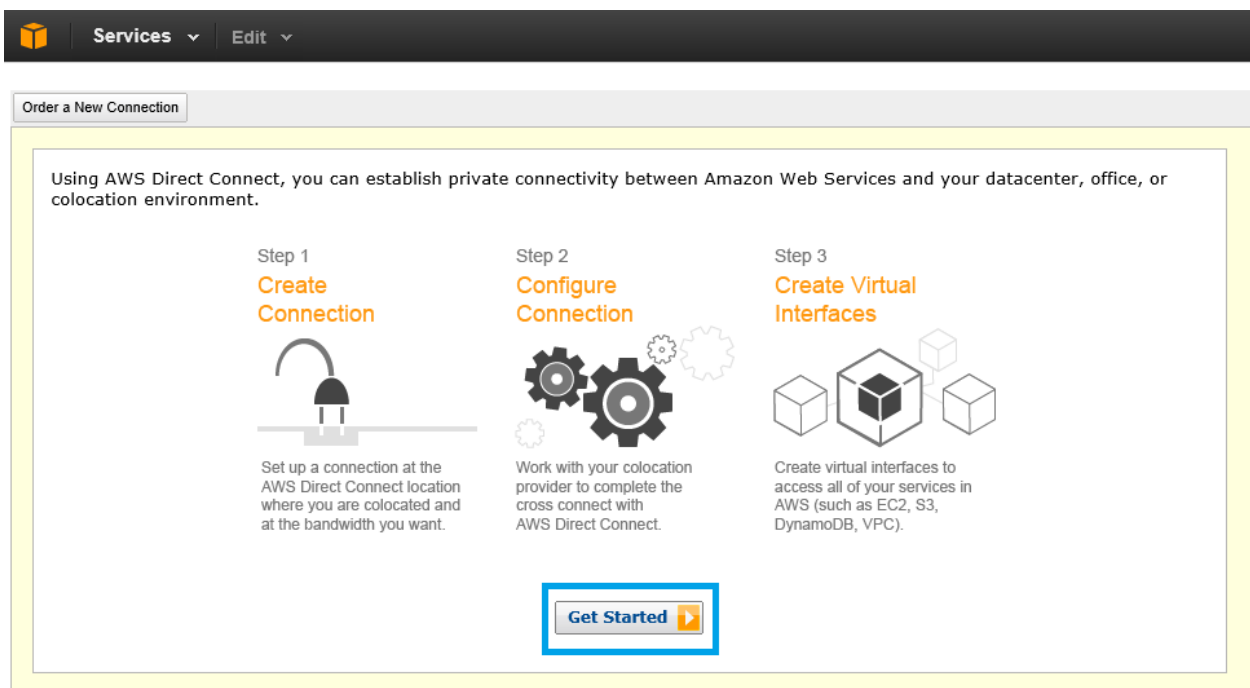 Services Edit
Order a New Connection
Using AWS Direct Connect, you can establish private connectivity between Amazon Web Services and your datacenter, office, or
colocation environment.
Step 1
Create
Connection
Set up a connection at the
AWS Direct Connect location
where you are colocated and
at the bandwidth you want.
Step 2
Configure
Connection
Work with your colocation
provider to complete the
cross connect with
AWS Direct Connect.
Step 3
Create Virtual
Interfaces
Create virtual interfaces to
access all of your services in
AWS (such as EC2, S3,
DynamoDB, VPC).
Get Started